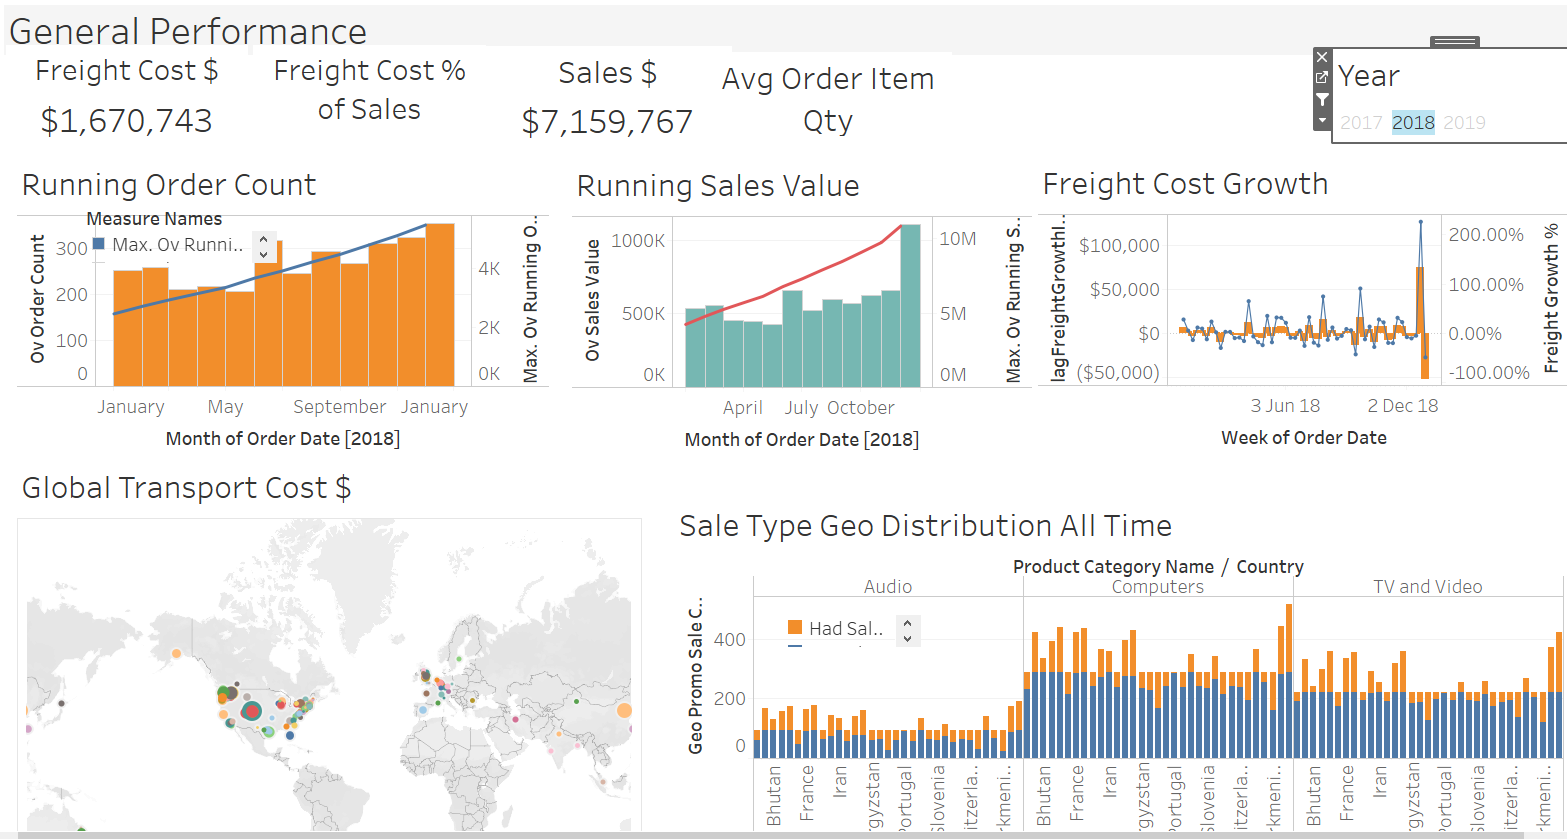 General Performance
Freight Cost $
$1,670,743
Freight Cost %
of Sales
Sales $
$7,159,767
Avg Order Item
Qty
Year
2017 2018 2019
Running Order Count
Measure Names
Max. Ov Runni..
Ov Order Count
300
200
100
0
4K
2K
0K
Max. Ov Running O..
January May September January
Month of Order Date [2018]
Running Sales Value
Ov Sales Value
1000K
500K
0K
10M
5M
0M
Max. Ov Running S..
April July October
Month of Order Date [2018]
Freight Cost Growth
lagFreightGrowthI..
$100,000
$50,000
$0
($50,000)
200.00%
100.00%
0.00%
-100.00%
Freight Growth %
3 Jun 18 2 Dec 18
Week of Order Date
Global Transport Cost $
Sale Type Geo Distribution All Time
Product Category Name / Country
Audio Computers TV and Video
Had Sal..
Geo Promo Sale C..
400
200
0
Bhutan France Iran rgyzstan Portugal Slovenia itzerla.. rkmeni.. Bhutan France Iran rgyzstan Portugal Slovenia itzerla.. rkmeni.. Bhutan France Iran rgyzstan Portugal Slovenia itzerla.. rkmeni..